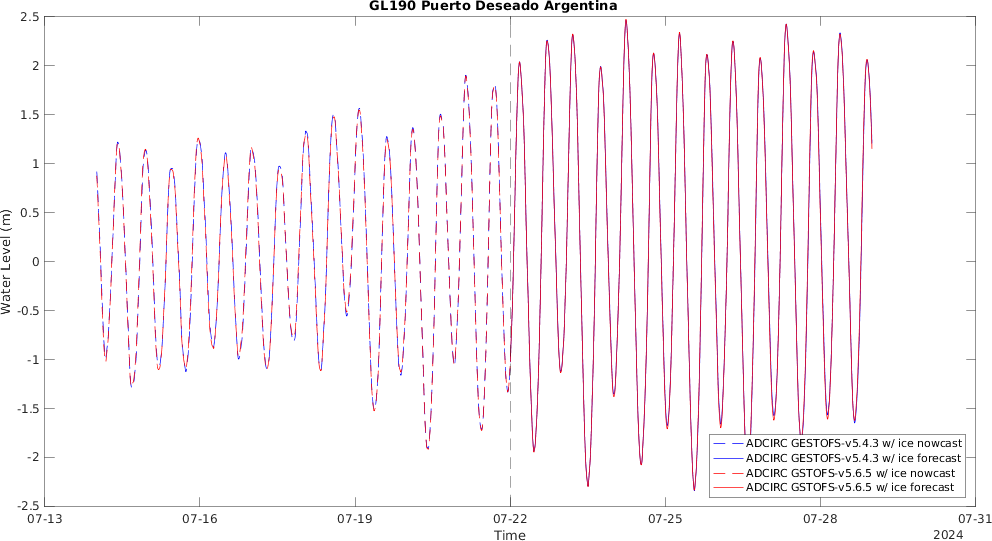 GL190 Puerto Deseado Argentina
2.5
2
1.5
1
0.5
0
-0.5
-1
-1.5
-2
-2.5
Water Level (m)
ADCIRC GESTOFS-v5.4.3 w/ ice nowcast
ADCIRC GESTOFS-v5.4.3 w/ ice forecast
ADCIRC GSTOFS-v5.6.5 w/ ice nowcast
ADCIRC GSTOFS-v5.6.5 w/ ice forecast
07-13 07-16 07-19 07-22 07-25 07-28 07-31
Time
2024